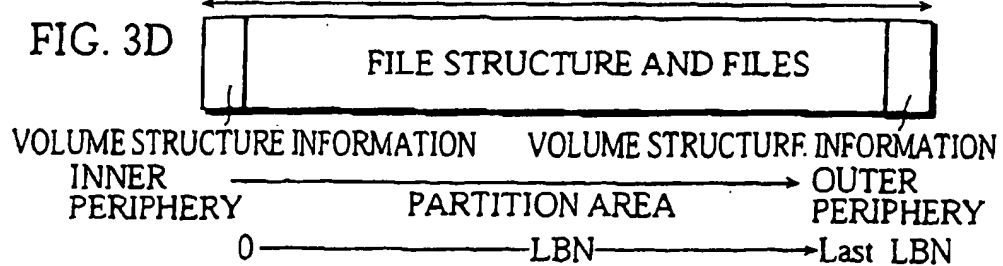 FIG. 3D
FILE STRUCTURE AND FILES
VOLUME STRUCTURE INFORMATION VOLUME STRUCTURE INFORMATION
INNER PERIPHERY
PARTITION AREA
OUTER PERIPHERY
0 LBN Last LBN